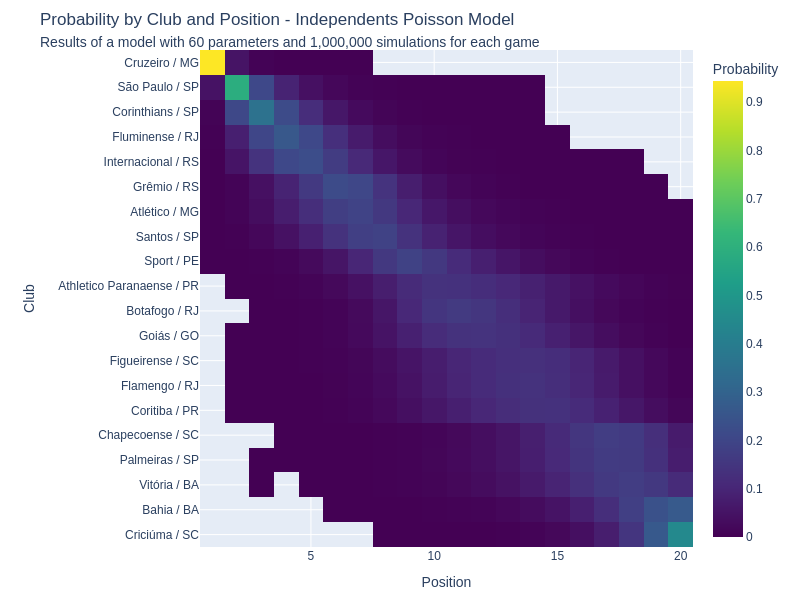 Probability by Club and Position - Independents Poisson Model
Results of a model with 60 parameters and 1,000,000 simulations for each game
Probability
Club
Cruzeiro / MG
São Paulo / SP
Corinthians / SP
Fluminense / RJ
Internacional / RS
Grêmio / RS
Atlético / MG
Santos / SP
Sport / PE
Athletico Paranaense / PR
Botafogo / RJ
Goiás / GO
Figueirense / SC
Flamengo / RJ
Coritiba / PR
Chapecoense / SC
Palmeiras / SP
Vitória / BA
Bahia / BA
Criciúma / SC
0.9
0.8
0.7
0.6
0.5
0.4
0.3
0.2
0.1
0
5 10 15 20
Position